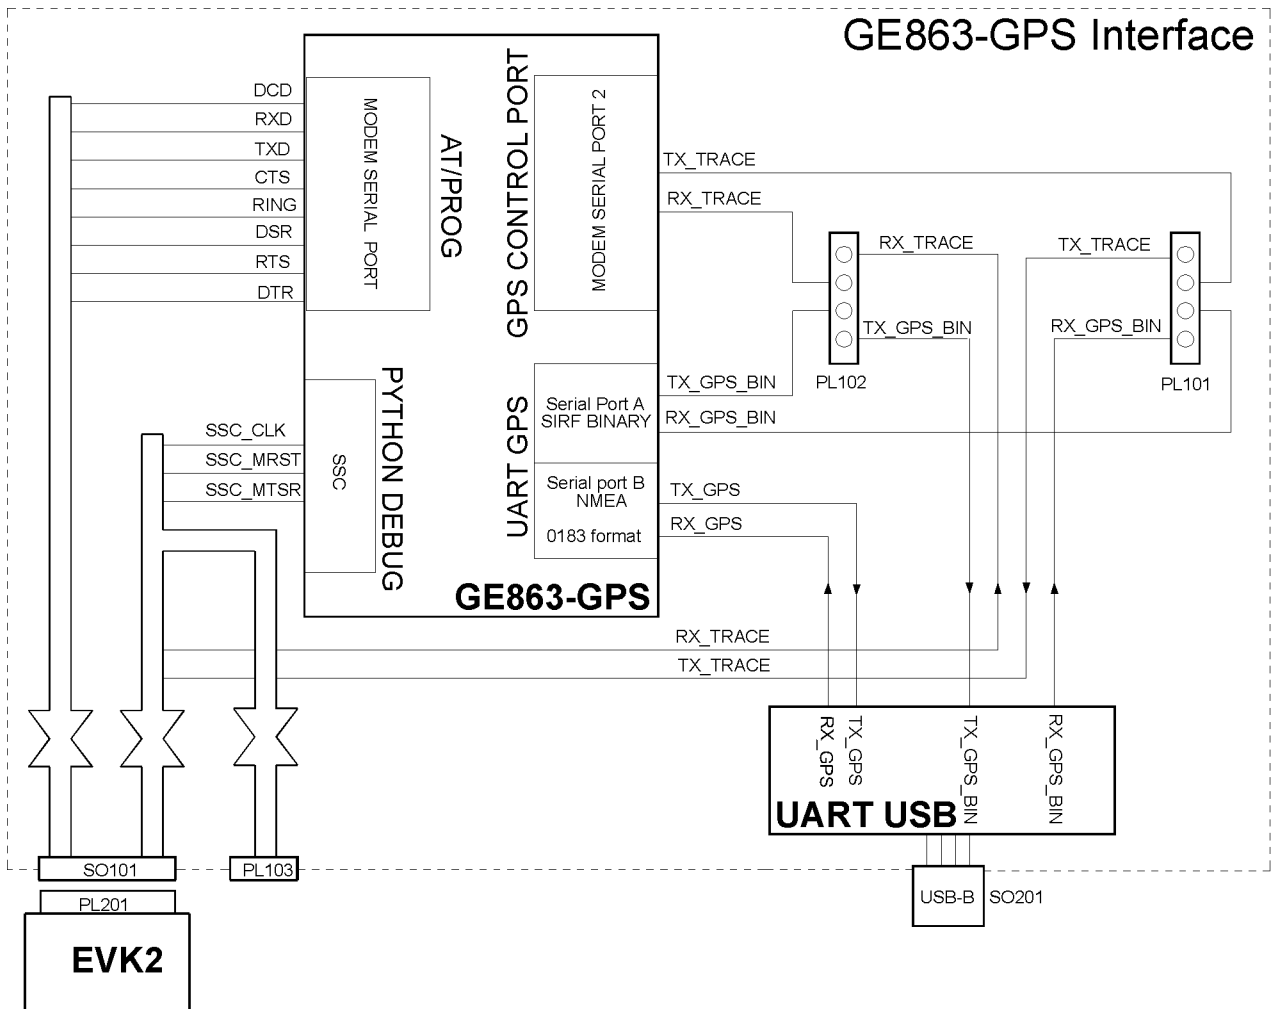 GE863-GPS Interface
DCD
RXD
TXD
CTS
RING
DSR
RTS
DTR
MODEM SERIAL PORT
AT/PROG
GPS CONTROL PORT
MODEM SERIAL PORT 2
TX_TRACE
RX_TRACE
RX_TRACE
TX_TRACE
TX_GPS_BIN
RX_GPS_BIN
PL102
PL101
SSC_CLK
SSC_MRST
SSC_MTSR
SSC
PYTHON DEBUG
UART GPS
Serial Port A
SIRF BINARY
Serial port B
NMEA
0183 format
TX_GPS_BIN
RX_GPS_BIN
TX_GPS
RX_GPS
GE863-GPS
RX_TRACE
TX_TRACE
RX_GPS
TX_GPS
TX_GPS_BIN
RX_GPS_BIN
UART USB
SO101
PL103
PL201
EVK2
USB-B
SO201